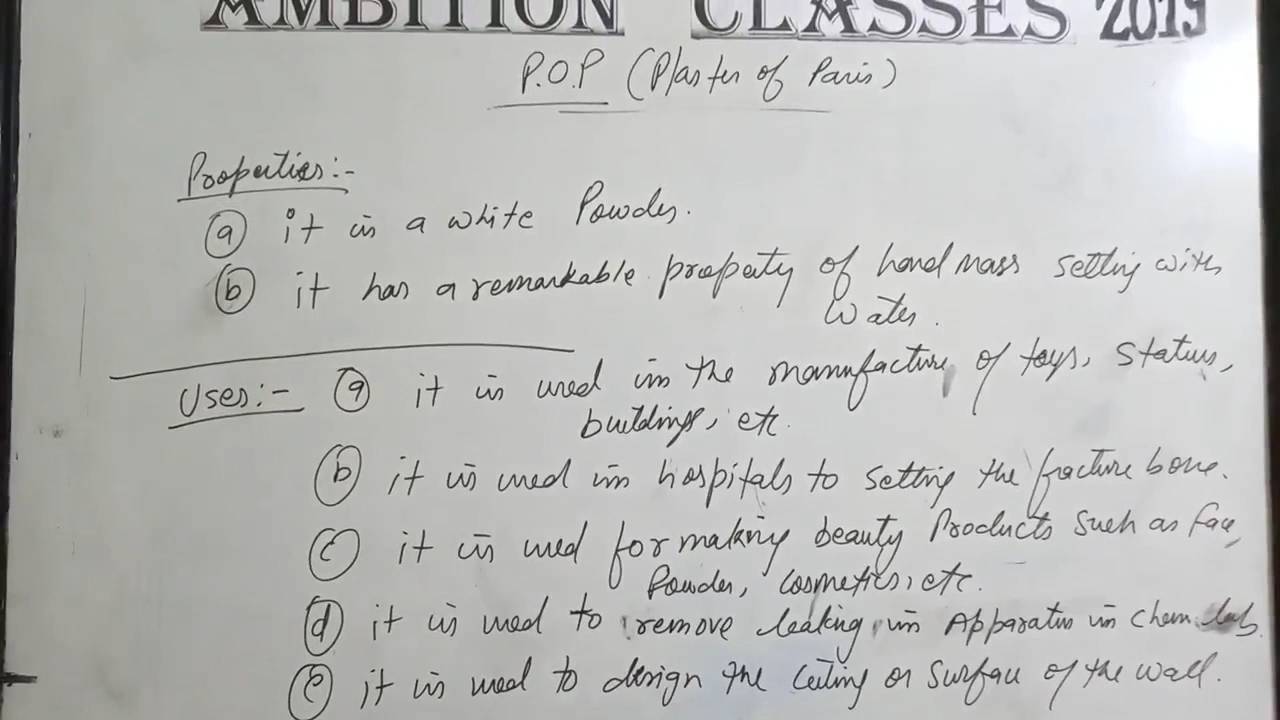 AMBITION CLASSES 2019
P.O.P (Plaster of Paris)
Properties:-
(a) it is a white Powder.
(b) it has a remarkable property of hard mass setting with
Water.
Uses:- (a) it is used in the manufacture of toys, Status,
buildings, etc.
(b) it is used in hospitals to setting the fracture bone.
(c) it is used for making beauty Products such as face,
Powder, cosmetics, etc.
(d) it is used to remove leaking in Apparatus in chem. lab.
(e) it is used to design the ceiling or surface of the wall.